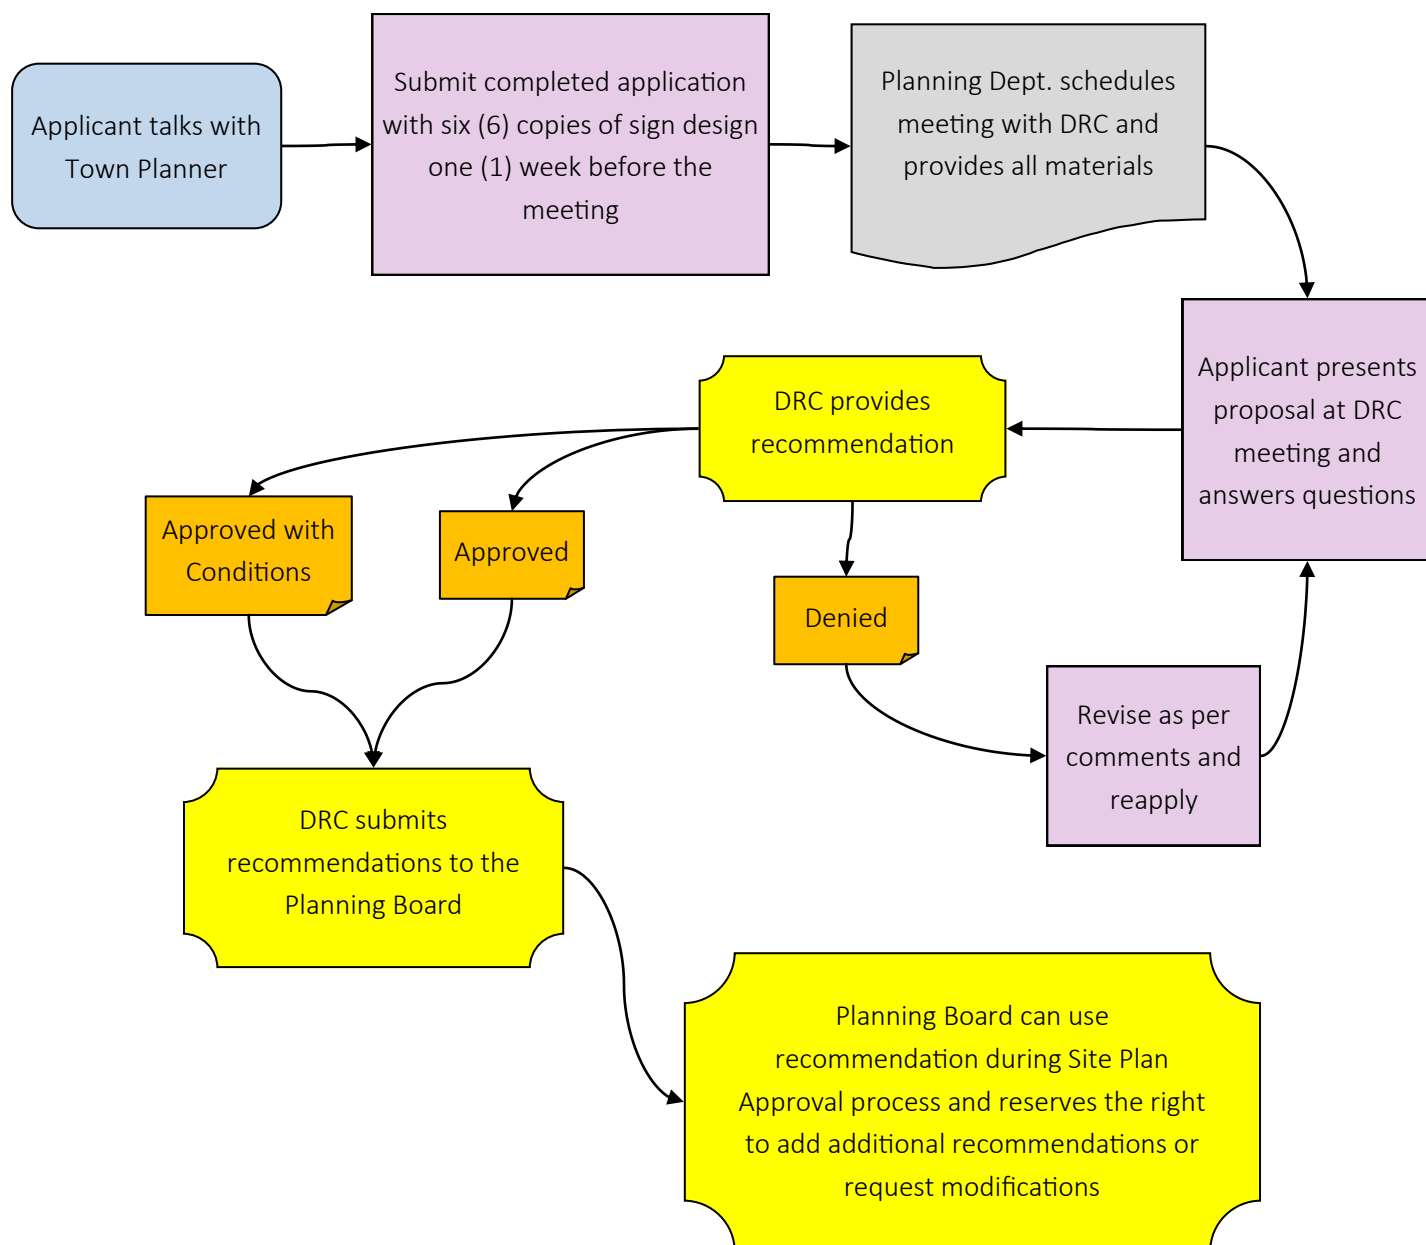 Applicant talks with
Town Planner
Submit completed application
with six (6) copies of sign design
one (1) week before the
meeting
Planning Dept. schedules
meeting with DRC and
provides all materials
Applicant presents
proposal at DRC
meeting and
answers questions
DRC provides
recommendation
Approved with
Conditions
Approved
Denied
Revise as per
comments and
reapply
DRC submits
recommendations to the
Planning Board
Planning Board can use
recommendation during Site Plan
Approval process and reserves the right
to add additional recommendations or
request modifications